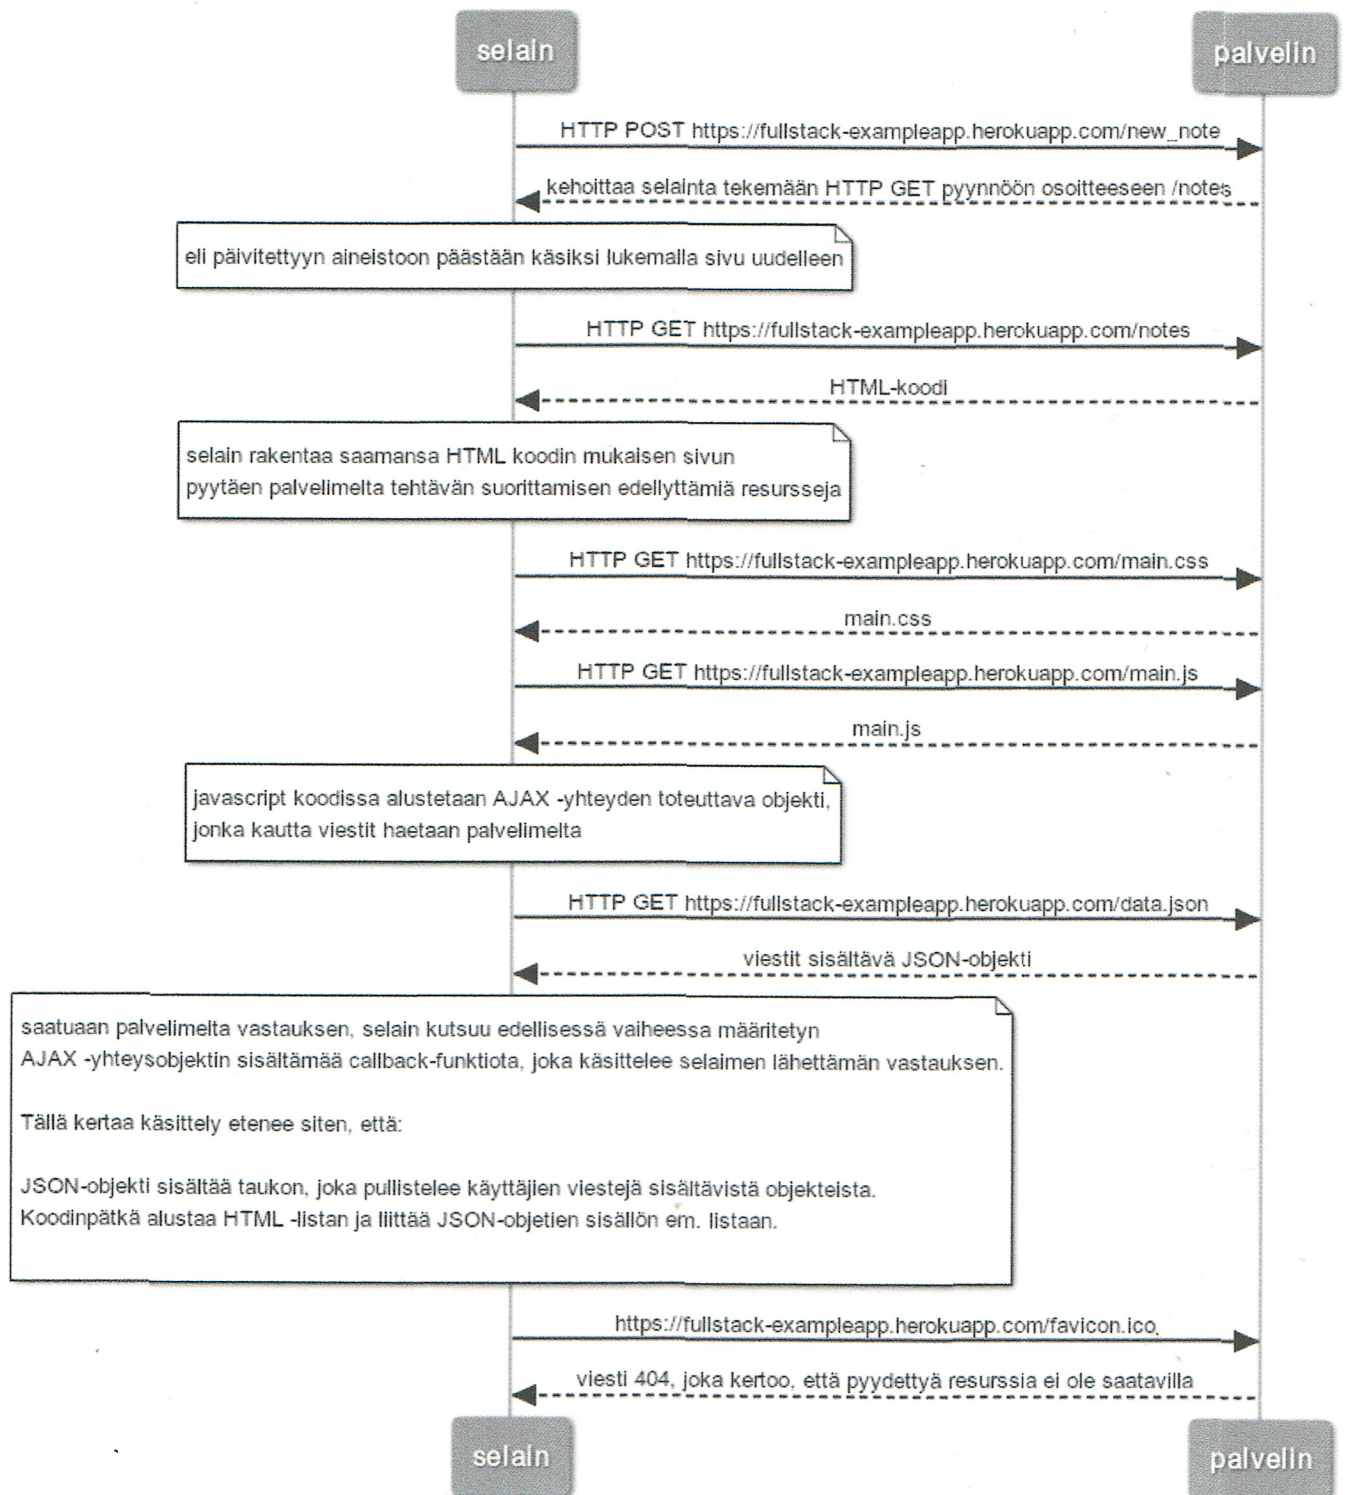 selain
palvelin
HTTP POST https://fullstack-exampleapp.herokuapp.com/new_note
kehoittaa selainta tekemään HTTP GET pyynnöön osoitteeseen /notes
eli päivitettyyn aineistoon päästään käsiksi lukemalla sivu uudelleen
HTTP GET https://fullstack-exampleapp.herokuapp.com/notes
HTML-koodi
selain rakentaa saamansa HTML koodin mukaisen sivun
pyytäen palvelimelta tehtävän suorittamisen edellyttämiä resursseja
HTTP GET https://fullstack-exampleapp.herokuapp.com/main.css
main.css
HTTP GET https://fullstack-exampleapp.herokuapp.com/main.js
main.js
javascript koodissa alustetaan AJAX -yhteyden toteuttava objekti,
jonka kautta viestit haetaan palvelimelta
HTTP GET https://fullstack-exampleapp.herokuapp.com/data.json
viestit sisältävä JSON-objekti
saatuaan palvelimelta vastauksen, selain kutsuu edellisessä vaiheessa määritetyn
AJAX -yhteysobjektin sisältämää callback-funktiota, joka käsittelee selaimen lähettämän vastauksen.
Tällä kertaa käsittely etenee siten, että:
JSON-objekti sisältää taukon, joka pullistelee käyttäjien viestejä sisältävistä objekteista.
Koodinpätkä alustaa HTML -listan ja liittää JSON-objetien sisällön em. listaan.
https://fullstack-exampleapp.herokuapp.com/favicon.ico
viesti 404, joka kertoo, että pyydettyä resurssia ei ole saatavilla
selain
palvelin